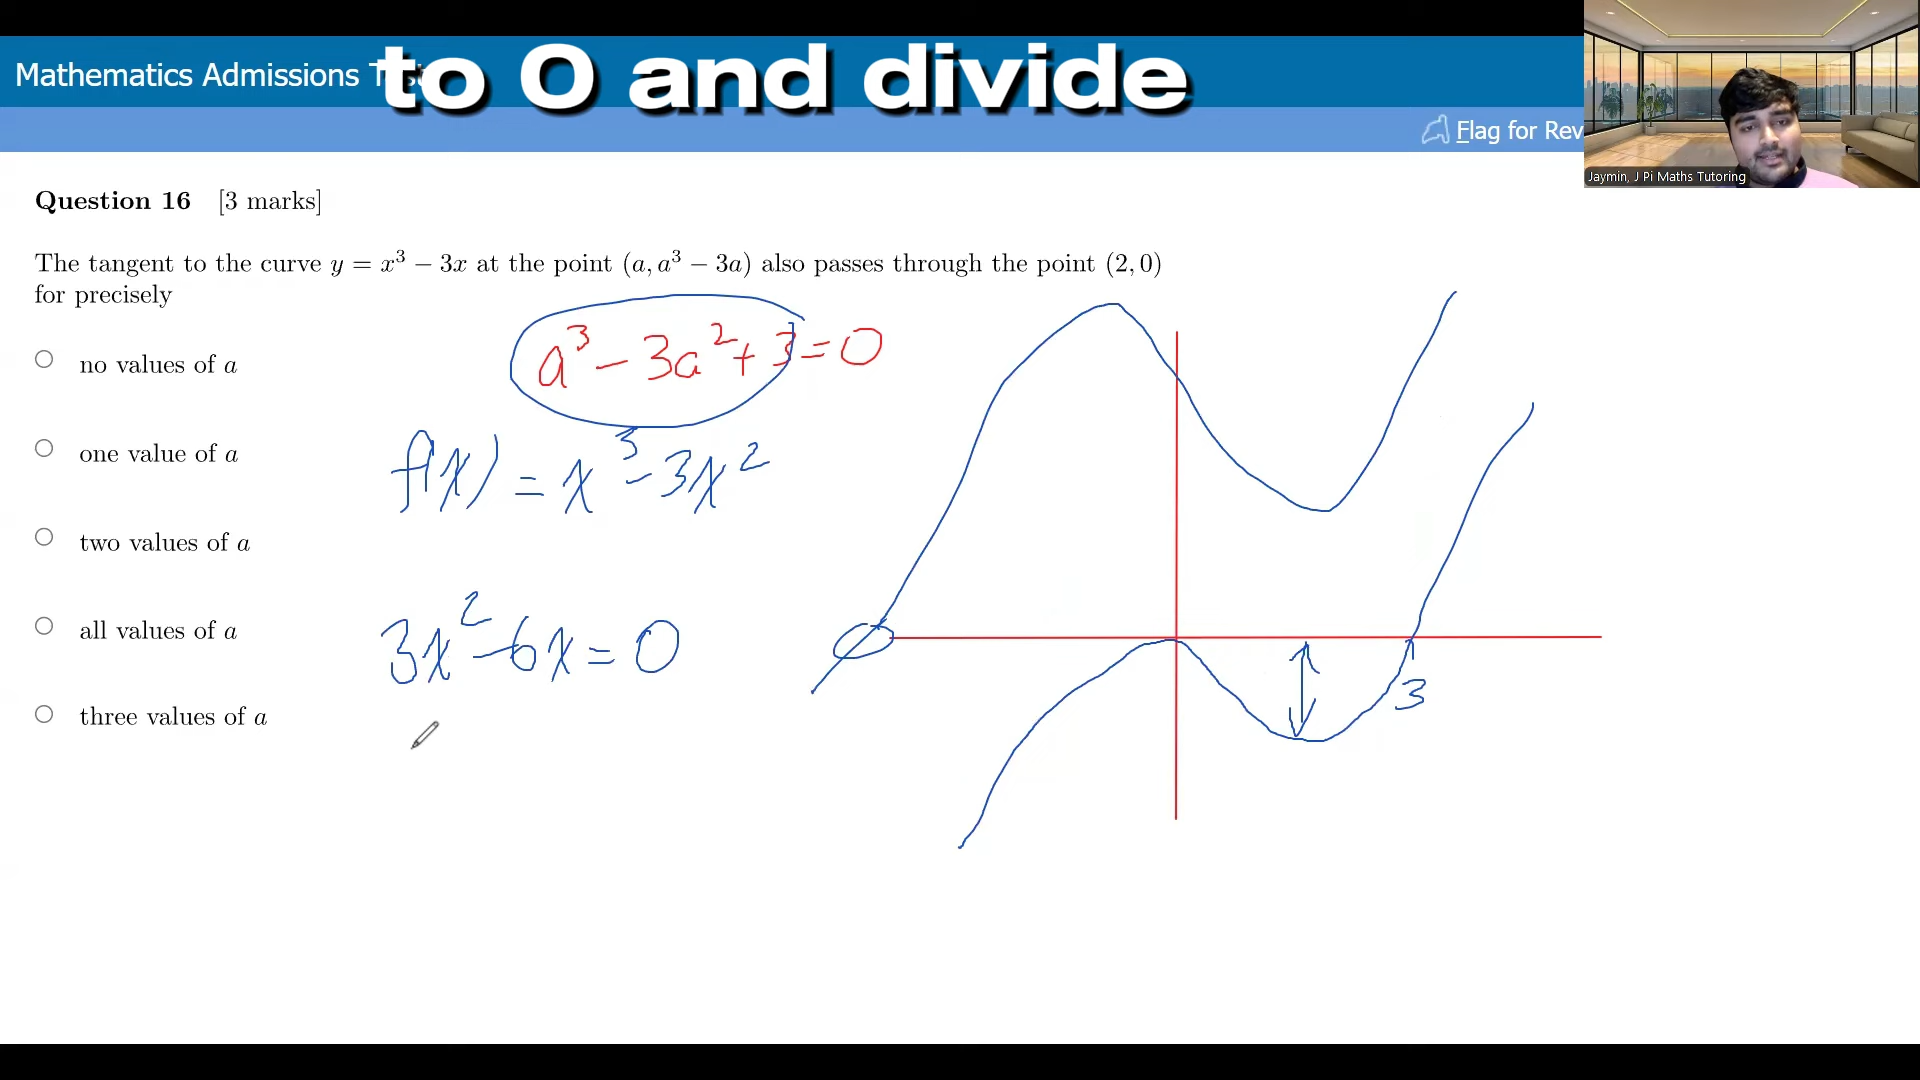 to 0 and divide
Mathematics Admissions T
Flag for Rev
Jaymin, J Pi Maths Tutoring
Question 16 [3 marks]
The tangent to the curve y = x³ − 3x at the point (a, a³ − 3a) also passes through the point (2, 0)
for precisely
a³ − 3a² + 3 = 0
no values of a
one value of a
f(x) = x³ − 3x²
two values of a
3x² − 6x = 0
all values of a
3
three values of a